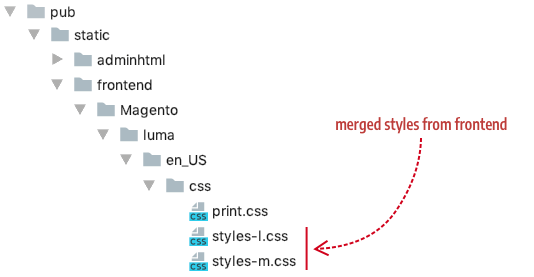 pub
static
adminhtml
frontend
Magento
luma
merged styles from frontend
en_US
css
print.css
CSS
styles-l.css
CSS
styles-m.css
CSS